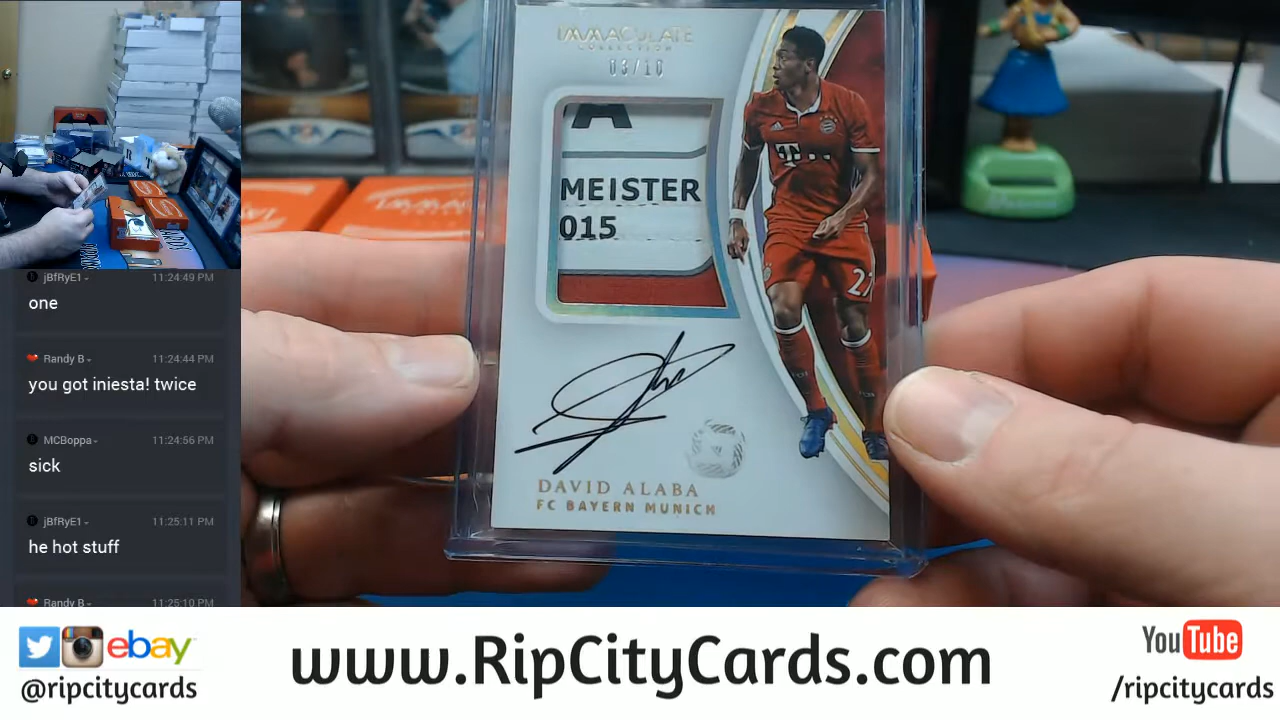 IMMACULATE
COLLECTION
03/10
A
MEISTER
015
T
27
DAVID ALABA
FC BAYERN MUNICH
PSA
jBfRyE1 11:24:49 PM
one
Randy B 11:24:44 PM
you got iniesta! twice
MCBoppa 11:24:56 PM
sick
jBfRyE1 11:25:11 PM
he hot stuff
Randy B 11:25:10 PM
ebay
@ripcitycards
www.RipCityCards.com
YouTube
/ripcitycards